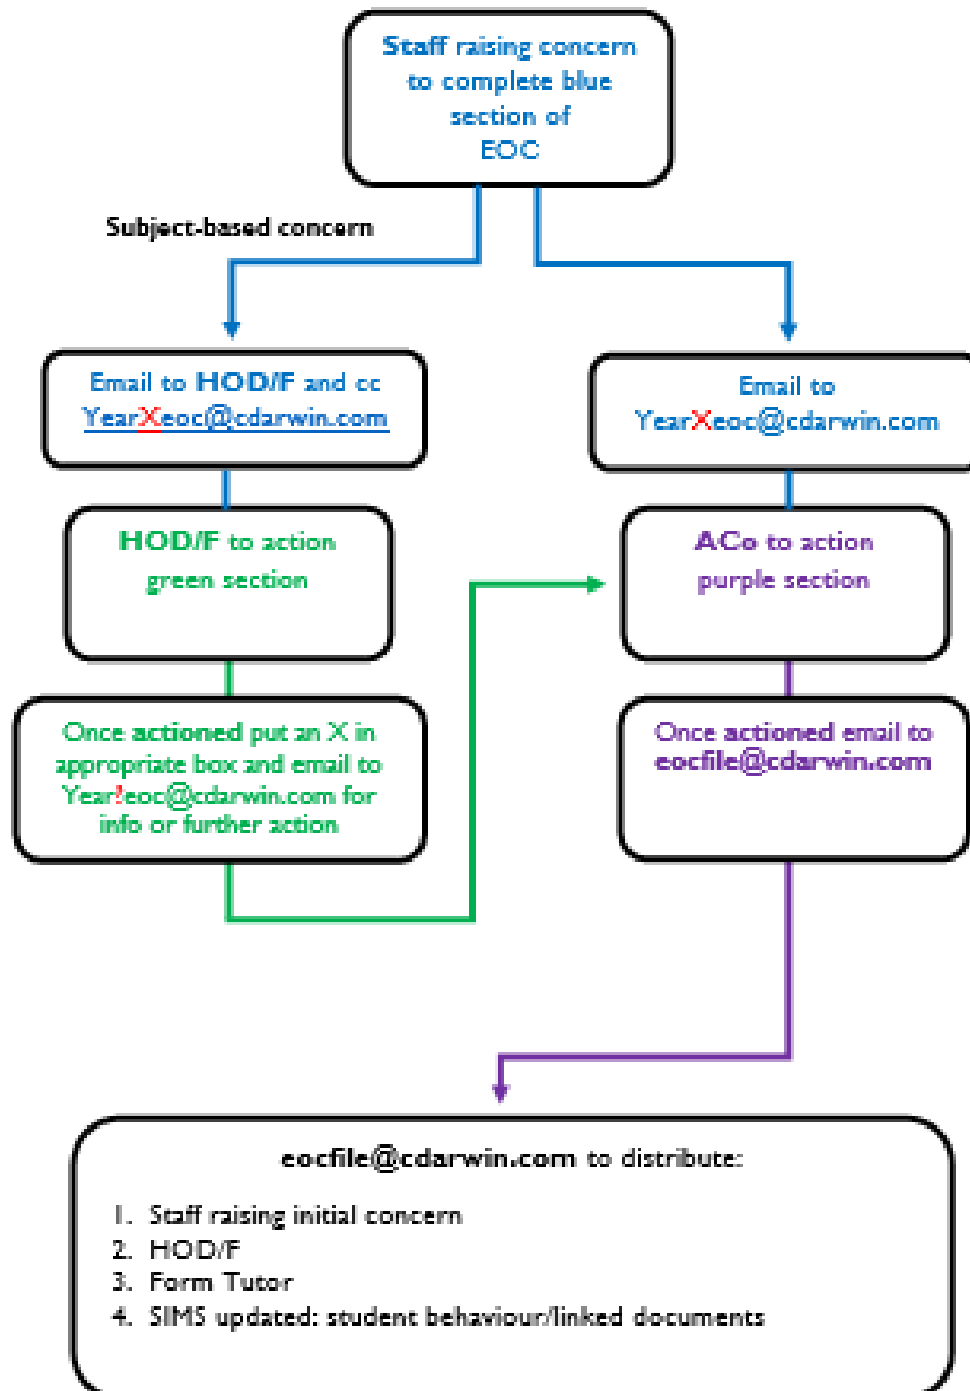 Staff raising concern
to complete blue
section of
EOC
Subject-based concern
Email to HOD/F and cc
YearXeoc@cdarwin.com
Email to
YearXeoc@cdarwin.com
HOD/F to action
green section
ACo to action
purple section
Once actioned put an X in
appropriate box and email to
Year!eoc@cdarwin.com for
info or further action
Once actioned email to
eocfile@cdarwin.com
eocfile@cdarwin.com to distribute:
1. Staff raising initial concern
2. HOD/F
3. Form Tutor
4. SIMS updated: student behaviour/linked documents